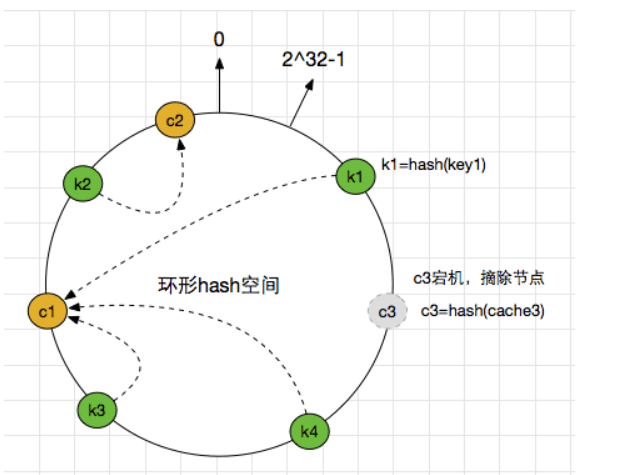 0
2^32-1
c2
k2
k1
k1=hash(key1)
环形hash空间
c3宕机，摘除节点
c1
c3
c3=hash(cache3)
k3
k4